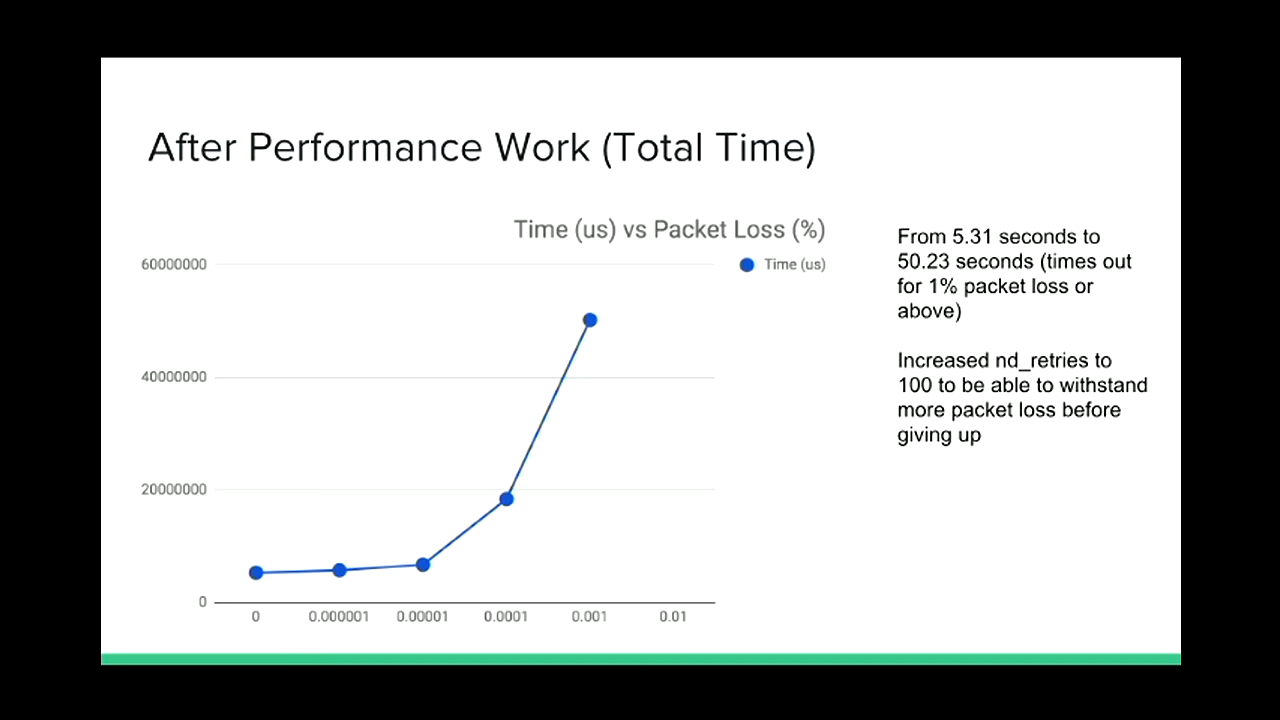 After Performance Work (Total Time)
Time (us) vs Packet Loss (%)
Time (us)
60000000
40000000
20000000
0
0 0.000001 0.00001 0.0001 0.001 0.01
From 5.31 seconds to
50.23 seconds (times out
for 1% packet loss or
above)
Increased nd_retries to
100 to be able to withstand
more packet loss before
giving up